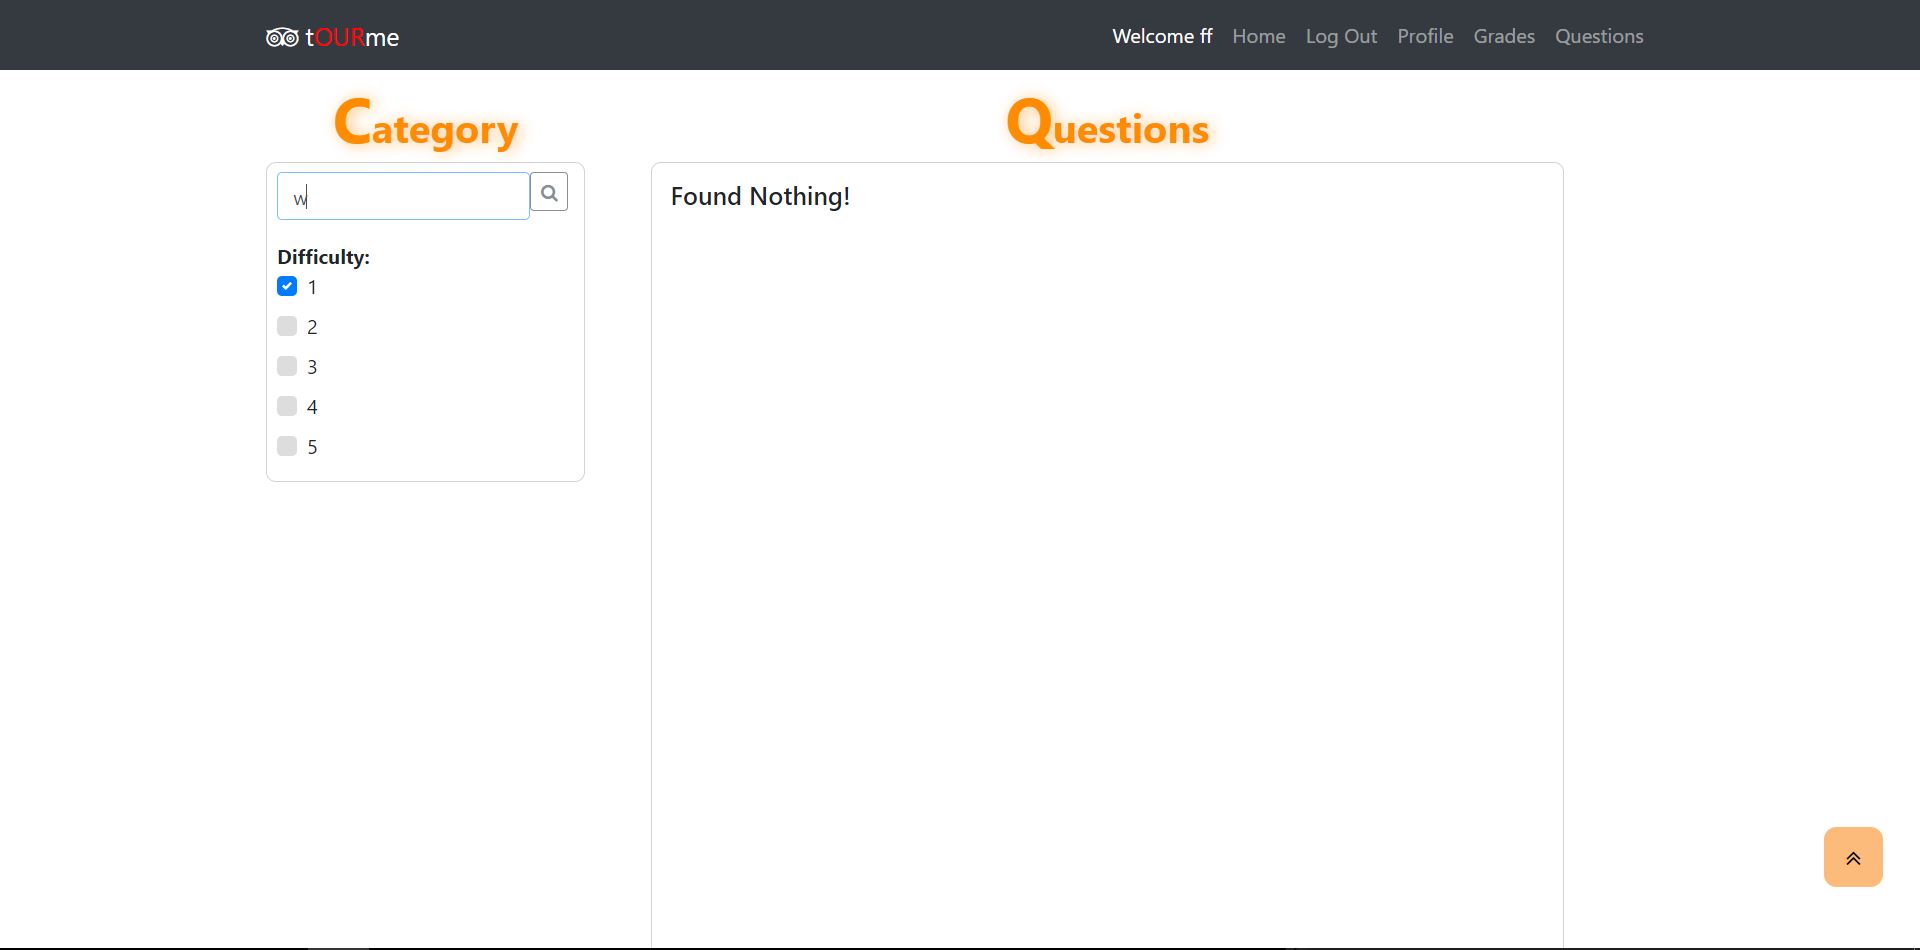 tOURme
Welcome ff Home Log Out Profile Grades Questions
Category
Questions
w
Found Nothing!
Difficulty:
1
2
3
4
5